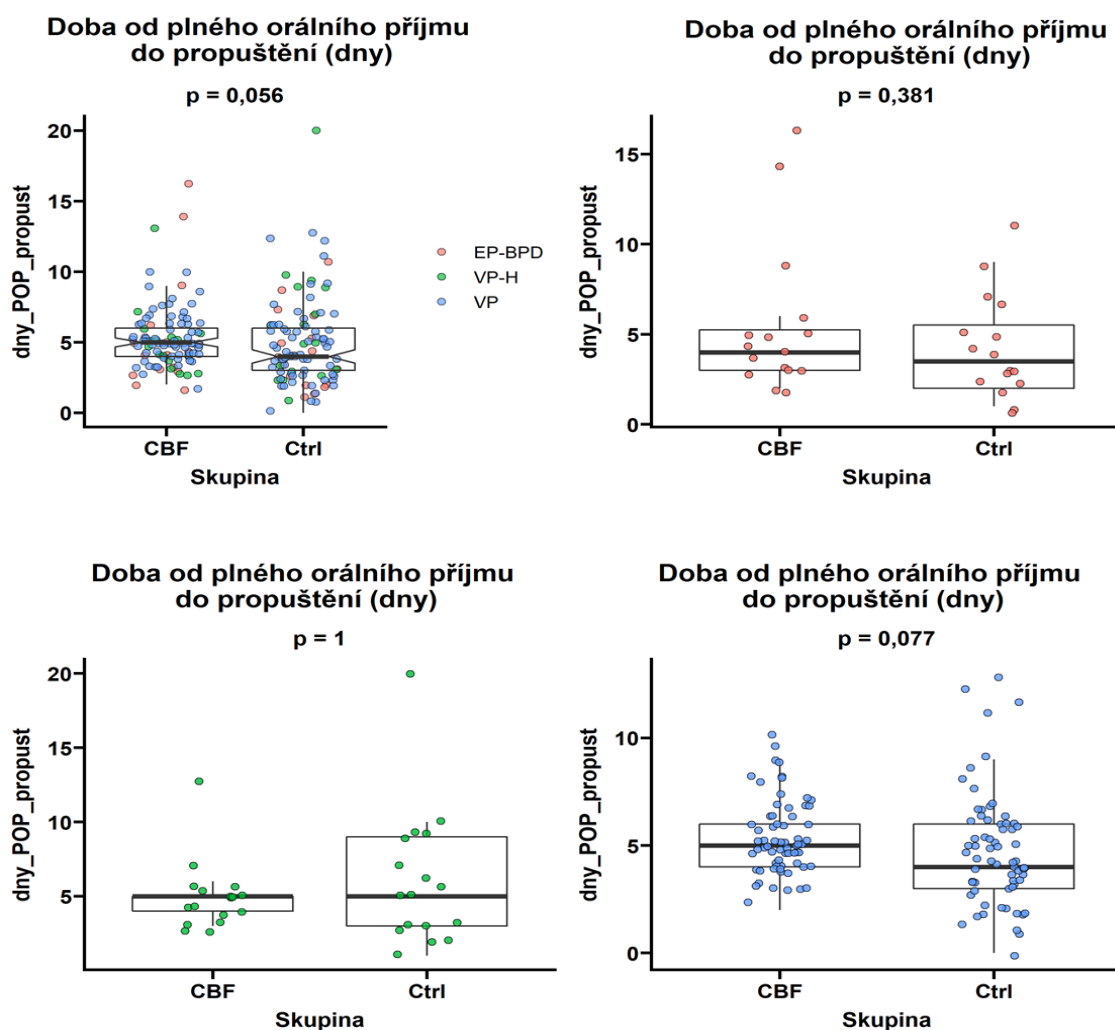 Doba od plného orálního příjmu
do propuštění (dny)
p = 0,056
20
15
10
5
0
dny_POP_propust
CBF
Ctrl
Skupina
EP-BPD
VP-H
VP
Doba od plného orálního příjmu
do propuštění (dny)
p = 0,381
15
10
5
0
dny_POP_propust
CBF
Ctrl
Skupina
Doba od plného orálního příjmu
do propuštění (dny)
p = 1
20
15
10
5
dny_POP_propust
CBF
Ctrl
Skupina
Doba od plného orálního příjmu
do propuštění (dny)
p = 0,077
10
5
0
dny_POP_propust
CBF
Ctrl
Skupina